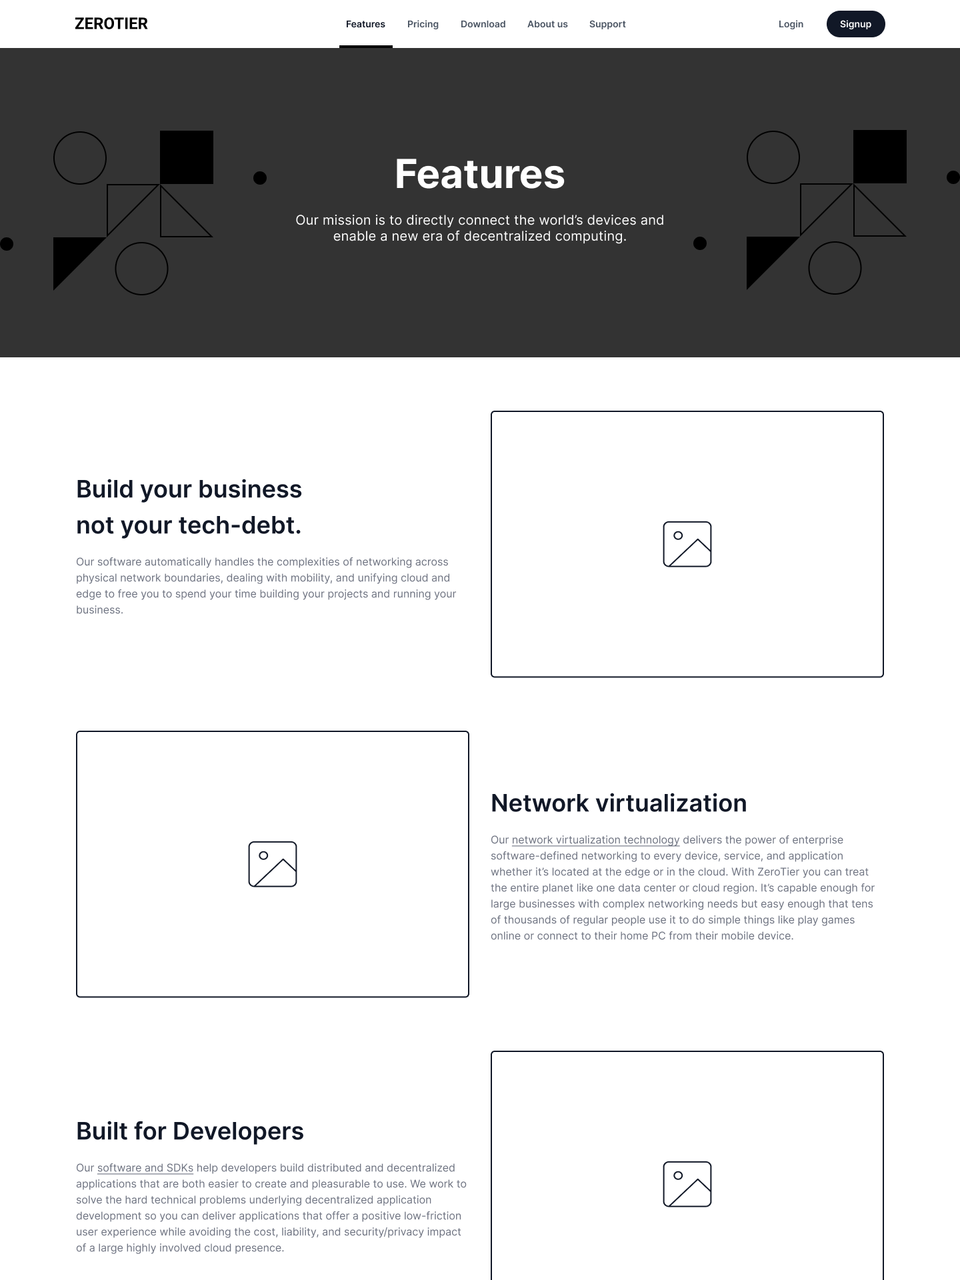 ZEROTIER
Features
Pricing
Download
About us
Support
Login
Signup
Features
Our mission is to directly connect the world’s devices and
enable a new era of decentralized computing.
Build your business
not your tech-debt.
Our software automatically handles the complexities of networking across
physical network boundaries, dealing with mobility, and unifying cloud and
edge to free you to spend your time building your projects and running your
business.
Network virtualization
Our network virtualization technology delivers the power of enterprise
software-defined networking to every device, service, and application
whether it’s located at the edge or in the cloud. With ZeroTier you can treat
the entire planet like one data center or cloud region. It’s capable enough for
large businesses with complex networking needs but easy enough that tens
of thousands of regular people use it to do simple things like play games
online or connect to their home PC from their mobile device.
Built for Developers
Our software and SDKs help developers build distributed and decentralized
applications that are both easier to create and pleasurable to use. We work to
solve the hard technical problems underlying decentralized application
development so you can deliver applications that offer a positive low-friction
user experience while avoiding the cost, liability, and security/privacy impact
of a large highly involved cloud presence.